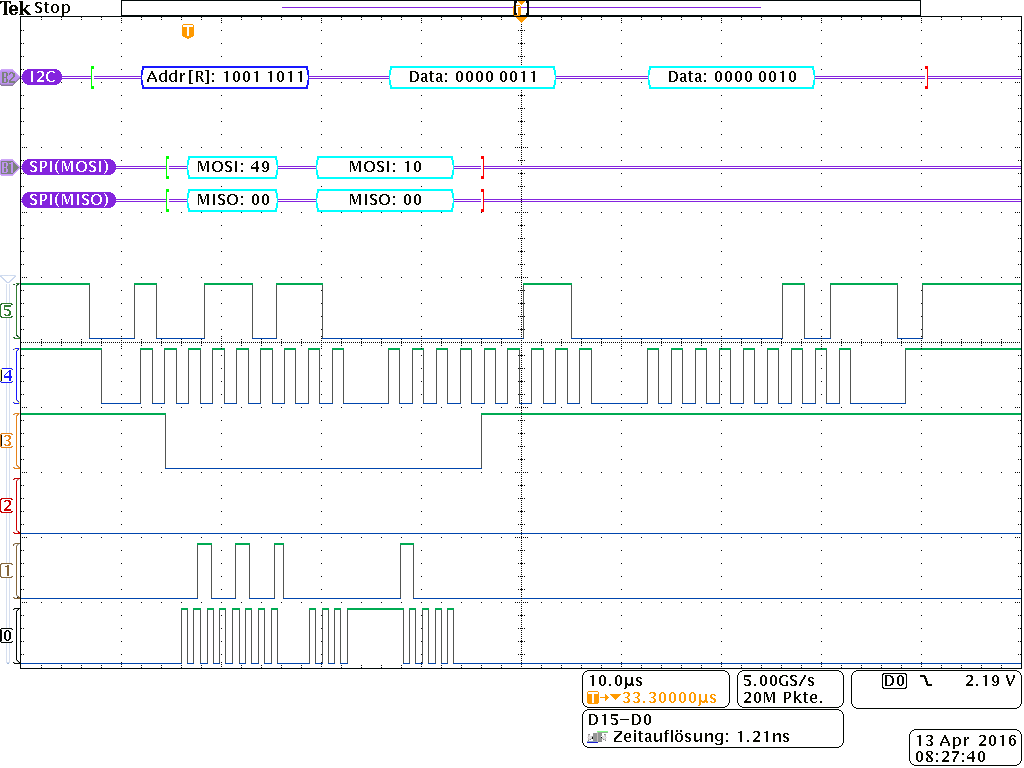 Tek Stop
T
B2 I2C Addr[R]: 1001 1011 Data: 0000 0011 Data: 0000 0010
B1 SPI(MOSI) MOSI: 49 MOSI: 10
SPI(MISO) MISO: 00 MISO: 00
5
4
3
2
1
0
10.0µs
T→▼33.30000µs
5.00GS/s
20M Pkte.
D0 2.19 V
D15-D0
Zeitauflösung: 1.21ns
13 Apr 2016
08:27:40